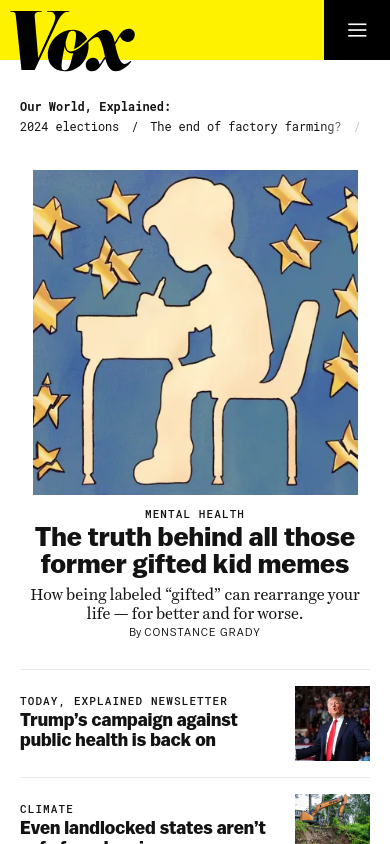 Vox
Our World, Explained:
2024 elections / The end of factory farming? /
MENTAL HEALTH
The truth behind all those
former gifted kid memes
How being labeled “gifted” can rearrange your
life — for better and for worse.
By CONSTANCE GRADY
TODAY, EXPLAINED NEWSLETTER
Trump’s campaign against
public health is back on
CLIMATE
Even landlocked states aren’t